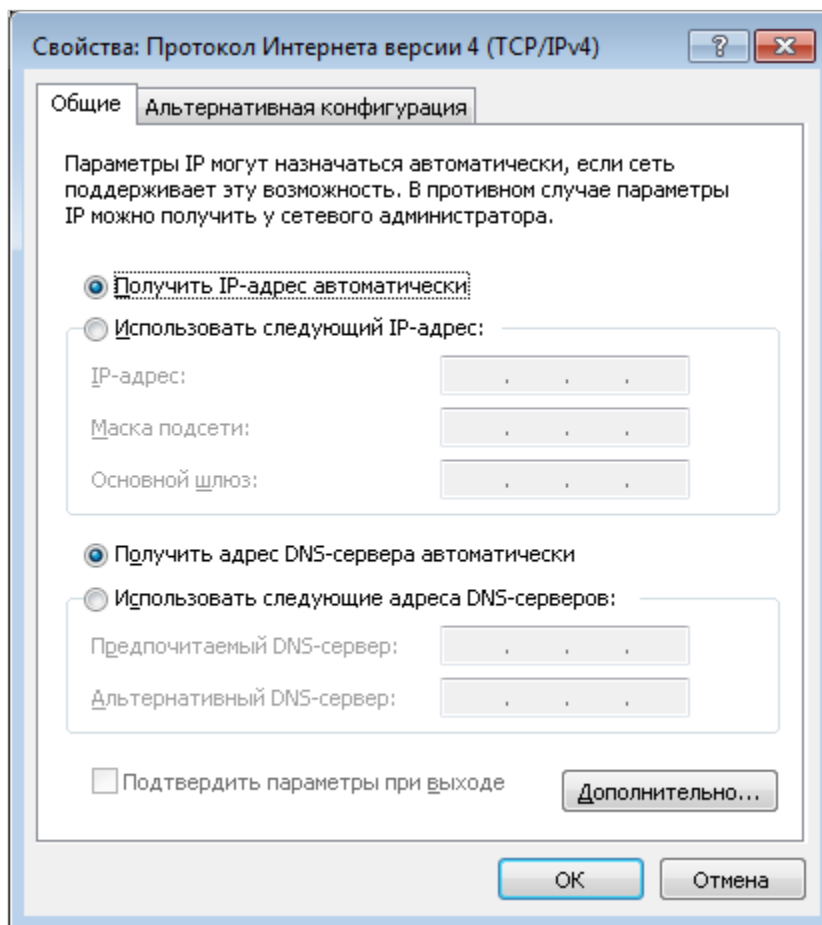 Свойства: Протокол Интернета версии 4 (TCP/IPv4)
Общие
Альтернативная конфигурация
Параметры IP могут назначаться автоматически, если сеть
поддерживает эту возможность. В противном случае параметры
IP можно получить у сетевого администратора.
Получить IP-адрес автоматически
Использовать следующий IP-адрес:
IP-адрес:
Маска подсети:
Основной шлюз:
Получить адрес DNS-сервера автоматически
Использовать следующие адреса DNS-серверов:
Предпочитаемый DNS-сервер:
Альтернативный DNS-сервер:
Подтвердить параметры при выходе
Дополнительно...
ОК
Отмена